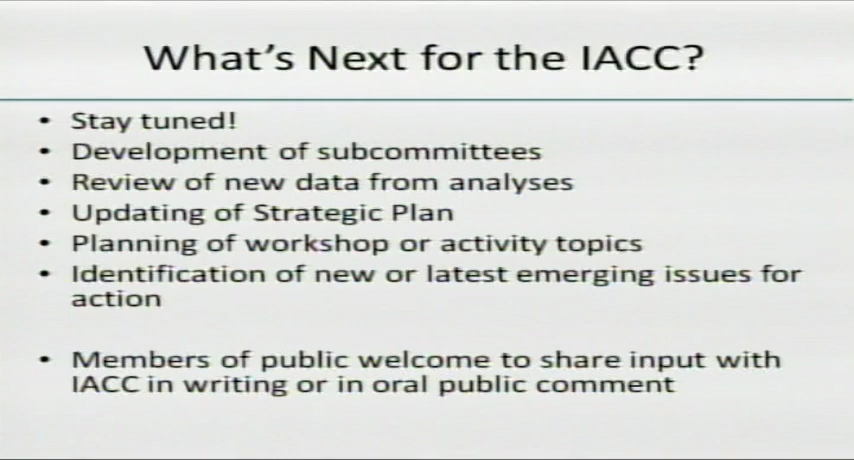 What's Next for the IACC?
• Stay tuned!
• Development of subcommittees
• Review of new data from analyses
• Updating of Strategic Plan
• Planning of workshop or activity topics
• Identification of new or latest emerging issues for
action
• Members of public welcome to share input with
IACC in writing or in oral public comment